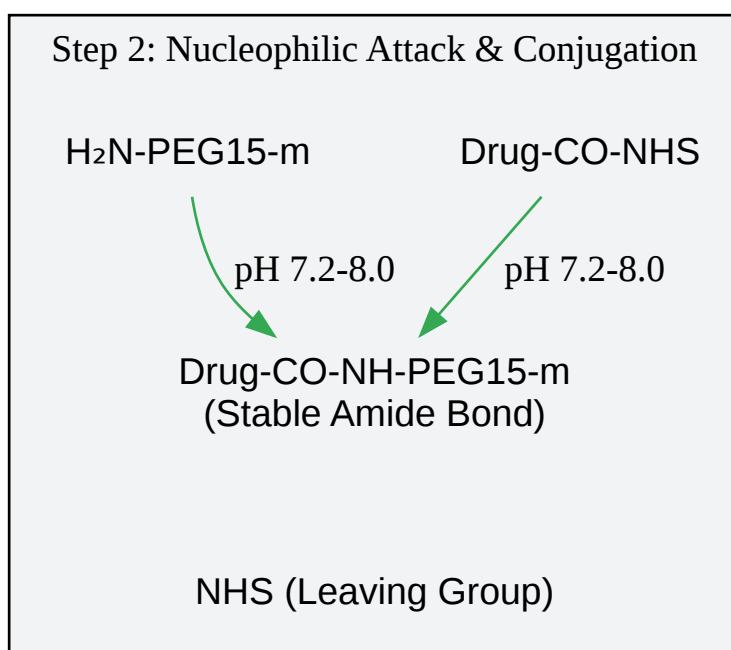 Step 2: Nucleophilic Attack & Conjugation
H₂N-PEG15-m
Drug-CO-NHS
pH 7.2-8.0
pH 7.2-8.0
Drug-CO-NH-PEG15-m
(Stable Amide Bond)
NHS (Leaving Group)